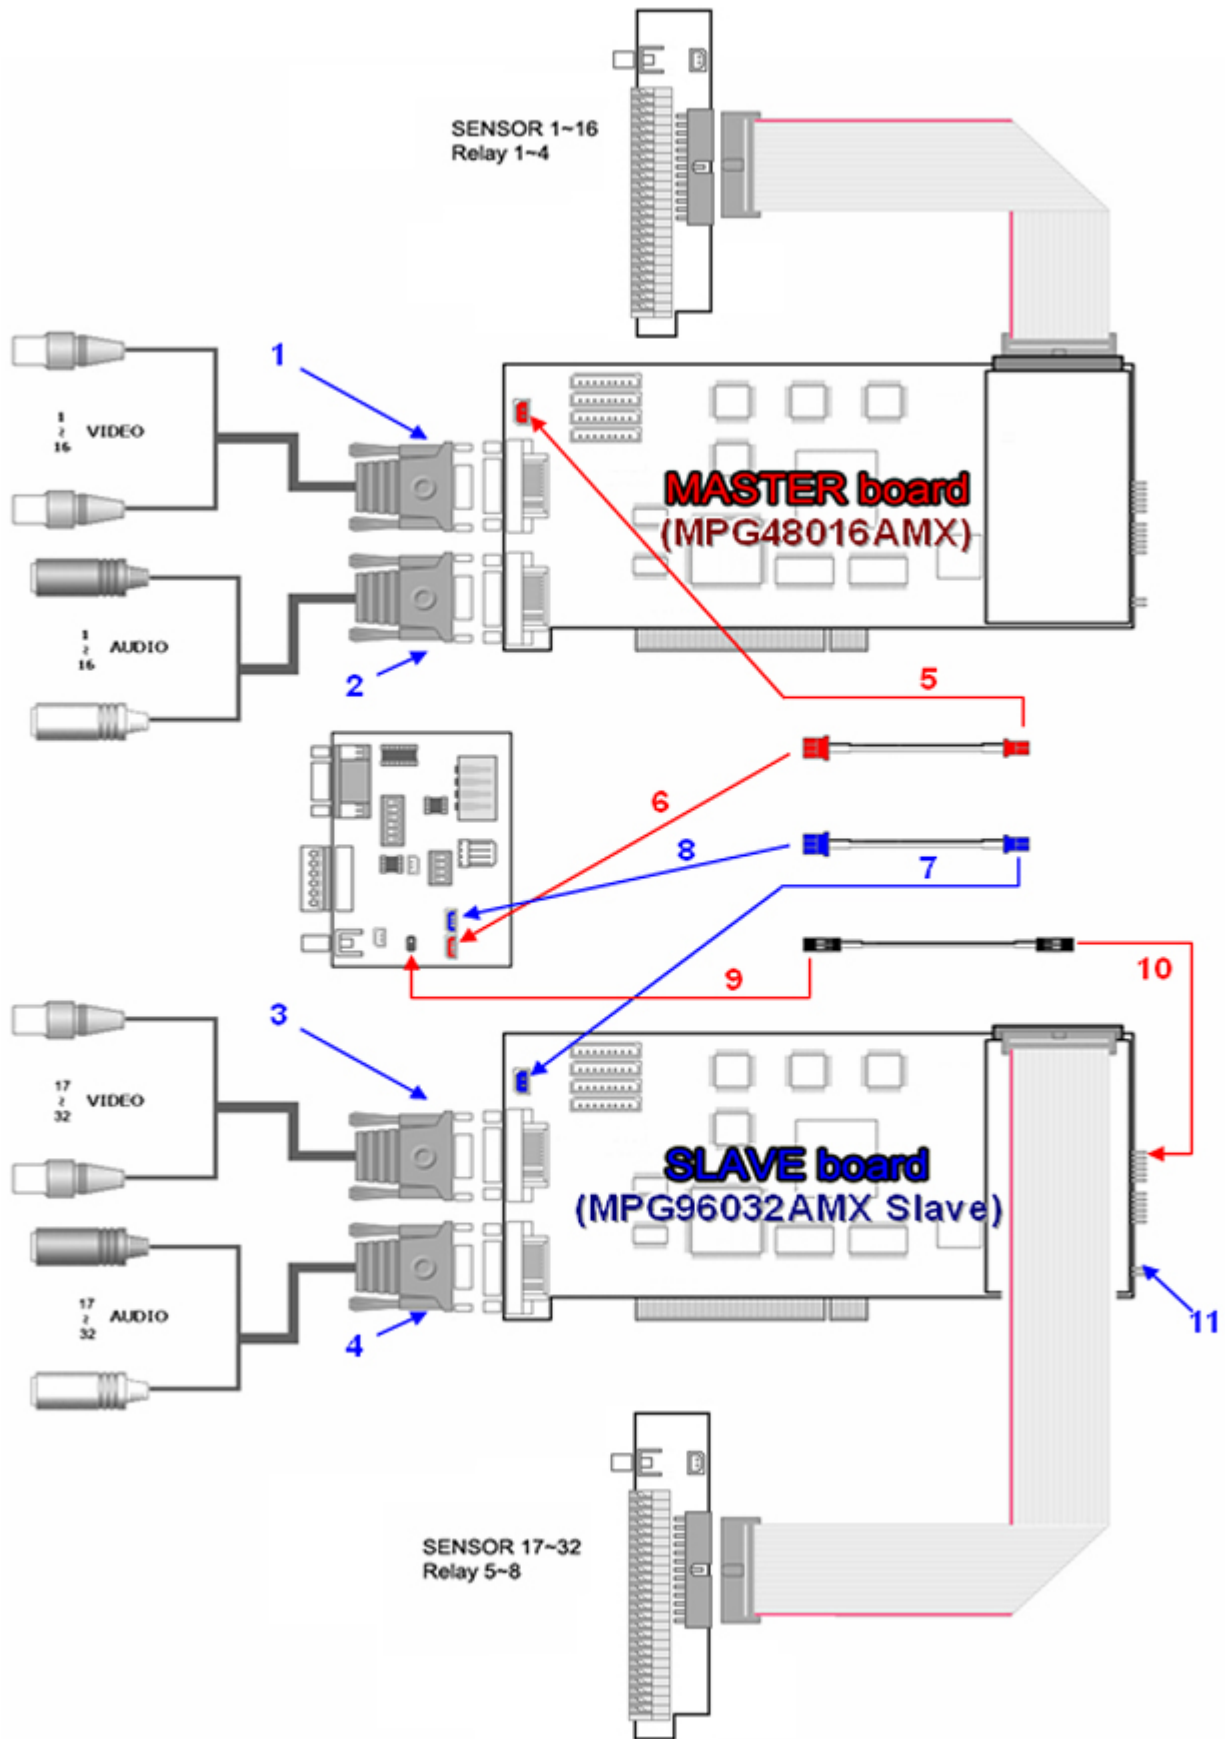 SENSOR 1~16
Relay 1~4
1
1
~
16
VIDEO
MASTER board
(MPG48016AMX)
1
~
16
AUDIO
2
5
6
8
7
9
10
3
17
~
32
VIDEO
SLAVE board
(MPG96032AMX Slave)
17
~
32
AUDIO
4
11
SENSOR 17~32
Relay 5~8